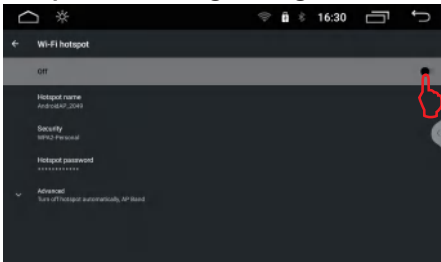 16:30
Wi-Fi hotspot
Off
Hotspot name
AndroidAP_2049
Security
WPA2-Personal
Hotspot password
••••••••••••
Advanced
Turn off hotspot automatically, AP Band